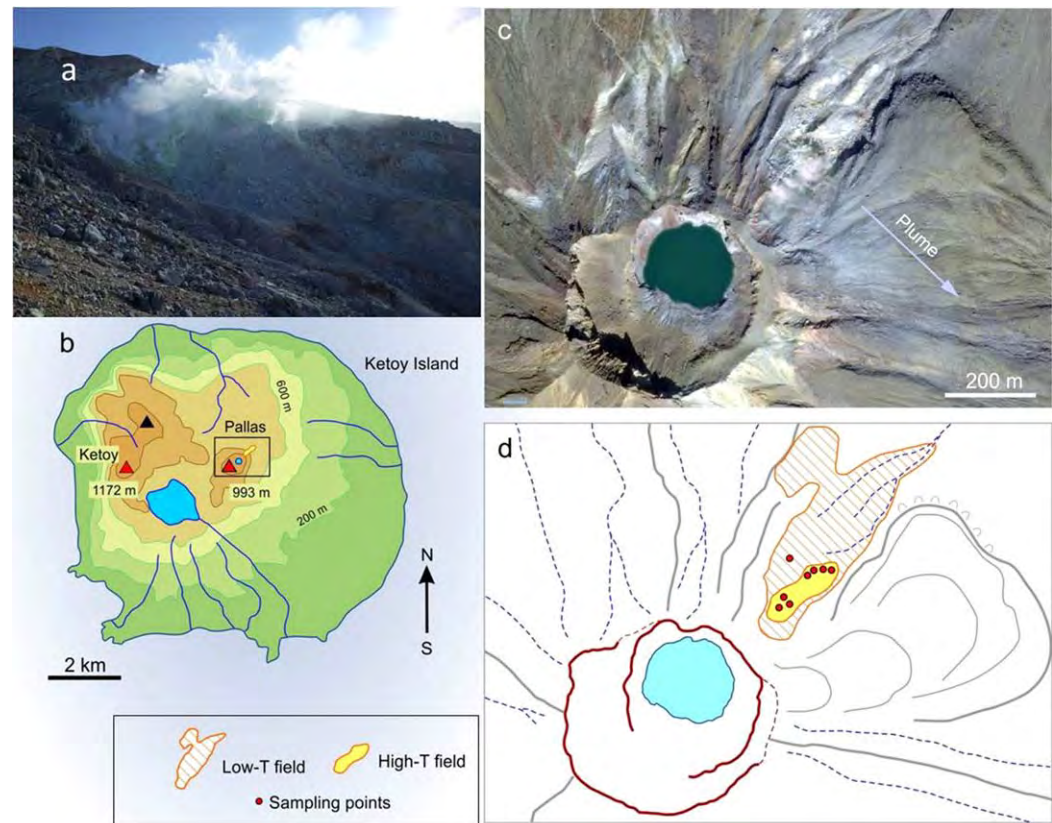 a
b
Ketoy Island
600 m
Pallas
Ketoy
1172 m
993 m
200 m
N
S
2 km
Low-T field
High-T field
Sampling points
c
Plume
200 m
d